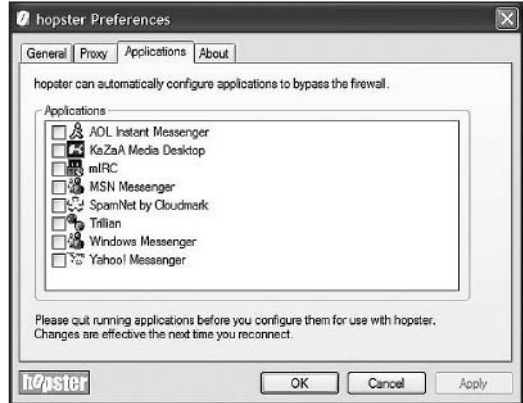 hopster Preferences
General Proxy Applications About
hopster can automatically configure applications to bypass the firewall.
Applications
AOL Instant Messenger
KaZaA Media Desktop
mIRC
MSN Messenger
SpamNet by Cloudmark
Trillian
Windows Messenger
Yahoo! Messenger
Please quit running applications before you configure them for use with hopster.
Changes are effective the next time you reconnect.
hopster
OK Cancel Apply